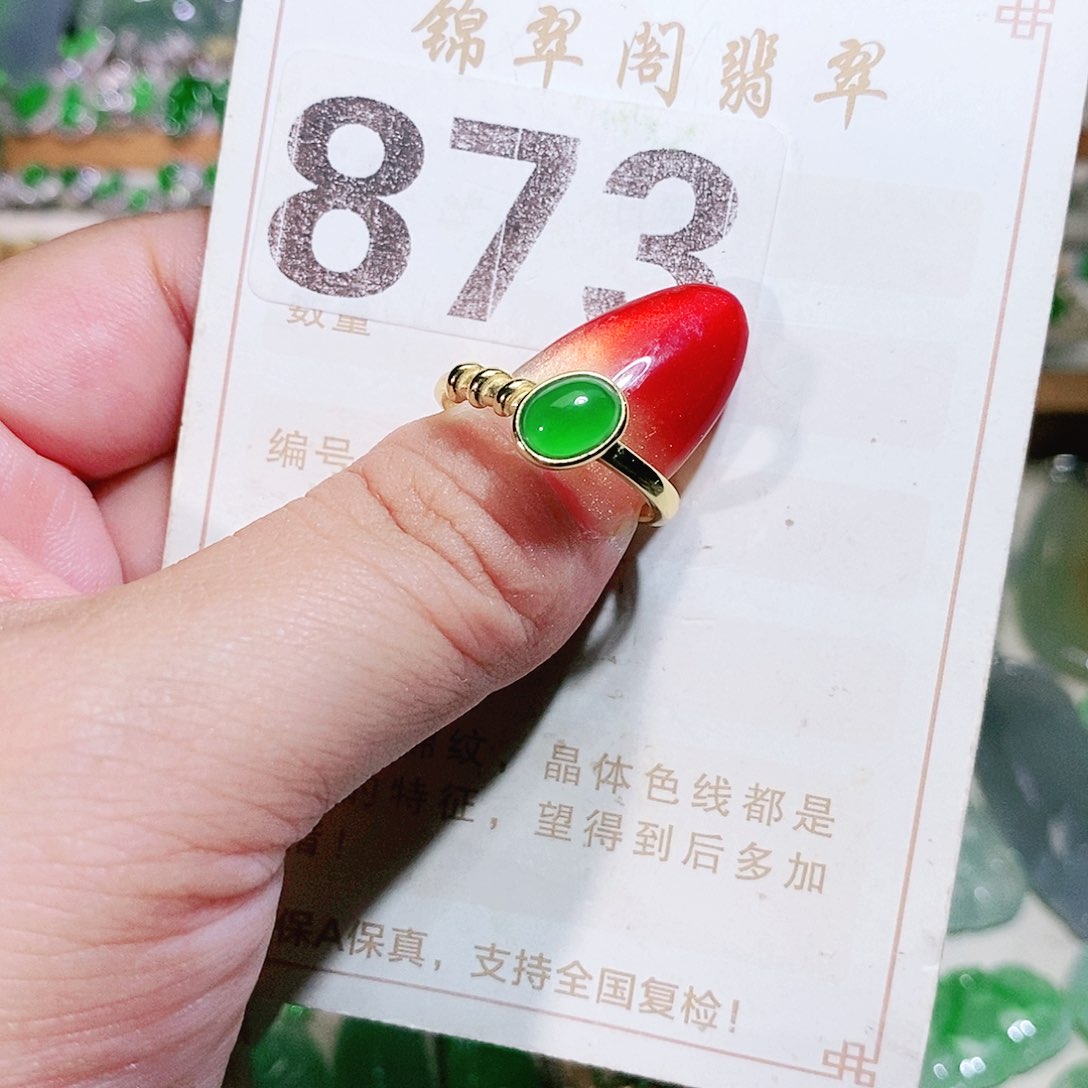 锦翠阁翡翠
873
数量
编号
纹、晶体色线都是
的特征，望得到后多加
保A保真，支持全国复检！